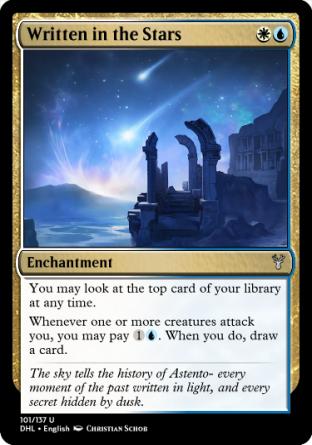 Written in the Stars
Enchantment
You may look at the top card of your library
at any time.
Whenever one or more creatures attack
you, you may pay 1. When you do, draw
a card.
The sky tells the history of Astento- every
moment of the past written in light, and every
secret hidden by dusk.
101/137 U
DHL • English Christian Schob